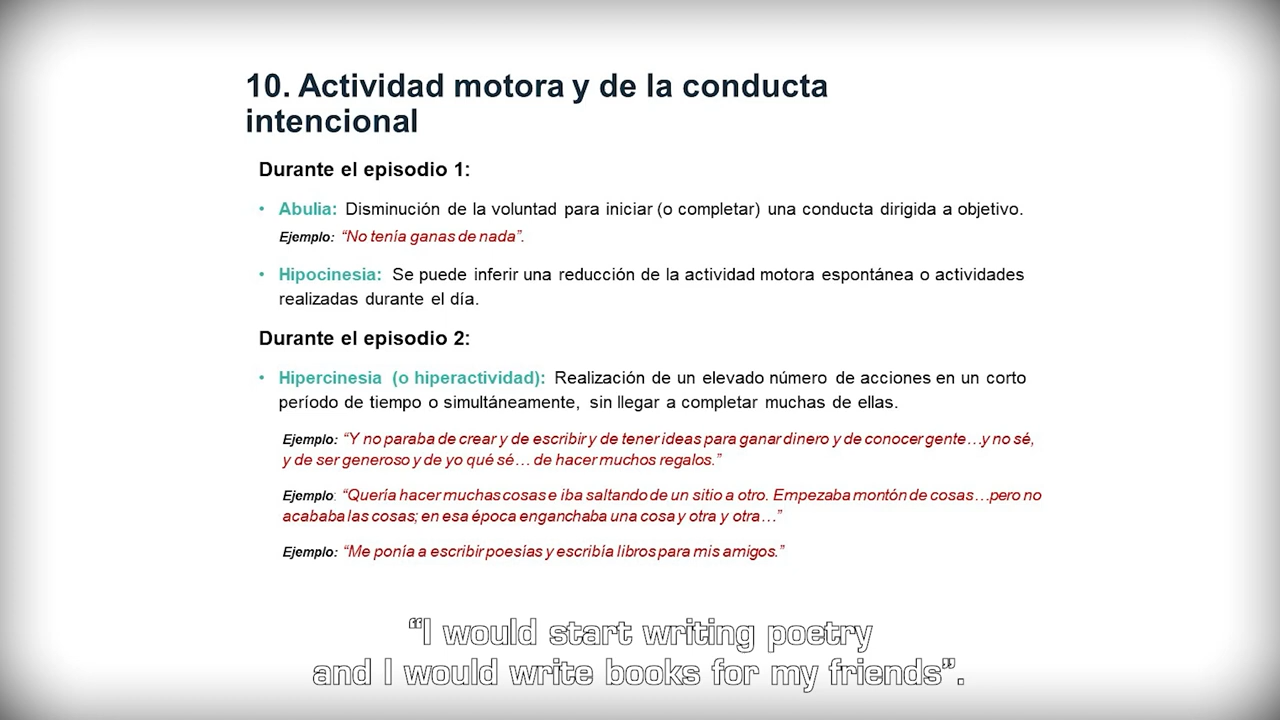 10. Actividad motora y de la conducta
intencional
Durante el episodio 1:
• Abulia: Disminución de la voluntad para iniciar (o completar) una conducta dirigida a objetivo.
Ejemplo: “No tenía ganas de nada”.
• Hipocinesia: Se puede inferir una reducción de la actividad motora espontánea o actividades
realizadas durante el día.
Durante el episodio 2:
• Hipercinesia (o hiperactividad): Realización de un elevado número de acciones en un corto
período de tiempo o simultáneamente, sin llegar a completar muchas de ellas.
Ejemplo: “Y no paraba de crear y de escribir y de tener ideas para ganar dinero y de conocer gente…y no sé,
y de ser generoso y de yo qué sé… de hacer muchos regalos.”
Ejemplo: “Quería hacer muchas cosas e iba saltando de un sitio a otro. Empezaba montón de cosas…pero no
acababa las cosas; en esa época enganchaba una cosa y otra y otra…”
Ejemplo: “Me ponía a escribir poesías y escribía libros para mis amigos.”
“I would start writing poetry
and I would write books for my friends”.